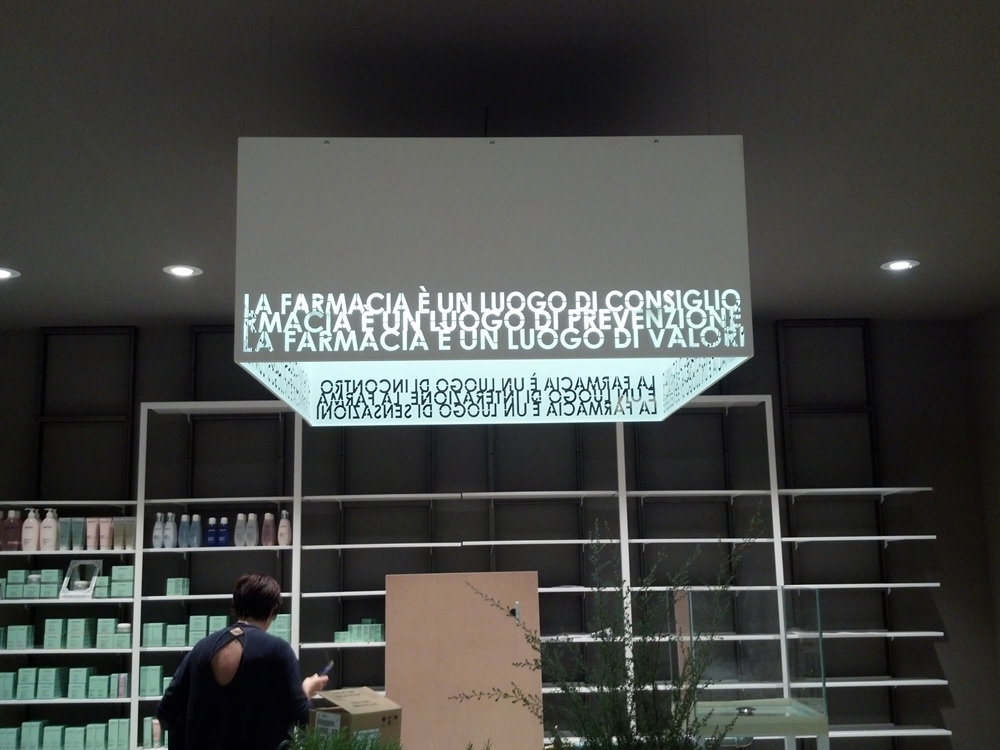 LA FARMACIA È UN LUOGO DI CONSIGLIO
RMACIA È UN LUOGO DI PREVENZIONE
LA FARMACIA È UN LUOGO DI VALORI
LA FARMACIA È UN LUOGO DI INCONTRO
È UN LUOGO DI INTERAZIONE LA FARMA
LA FARMACIA È UN LUOGO DI SENSAZIONI